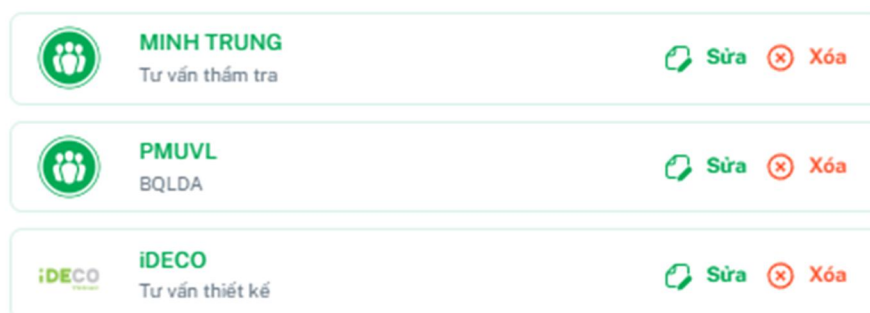 MINH TRUNG
Tư vấn thẩm tra
Sửa
Xóa
PMUVL
BQLDA
Sửa
Xóa
iDECO
iDECO
Tư vấn thiết kế
Sửa
Xóa